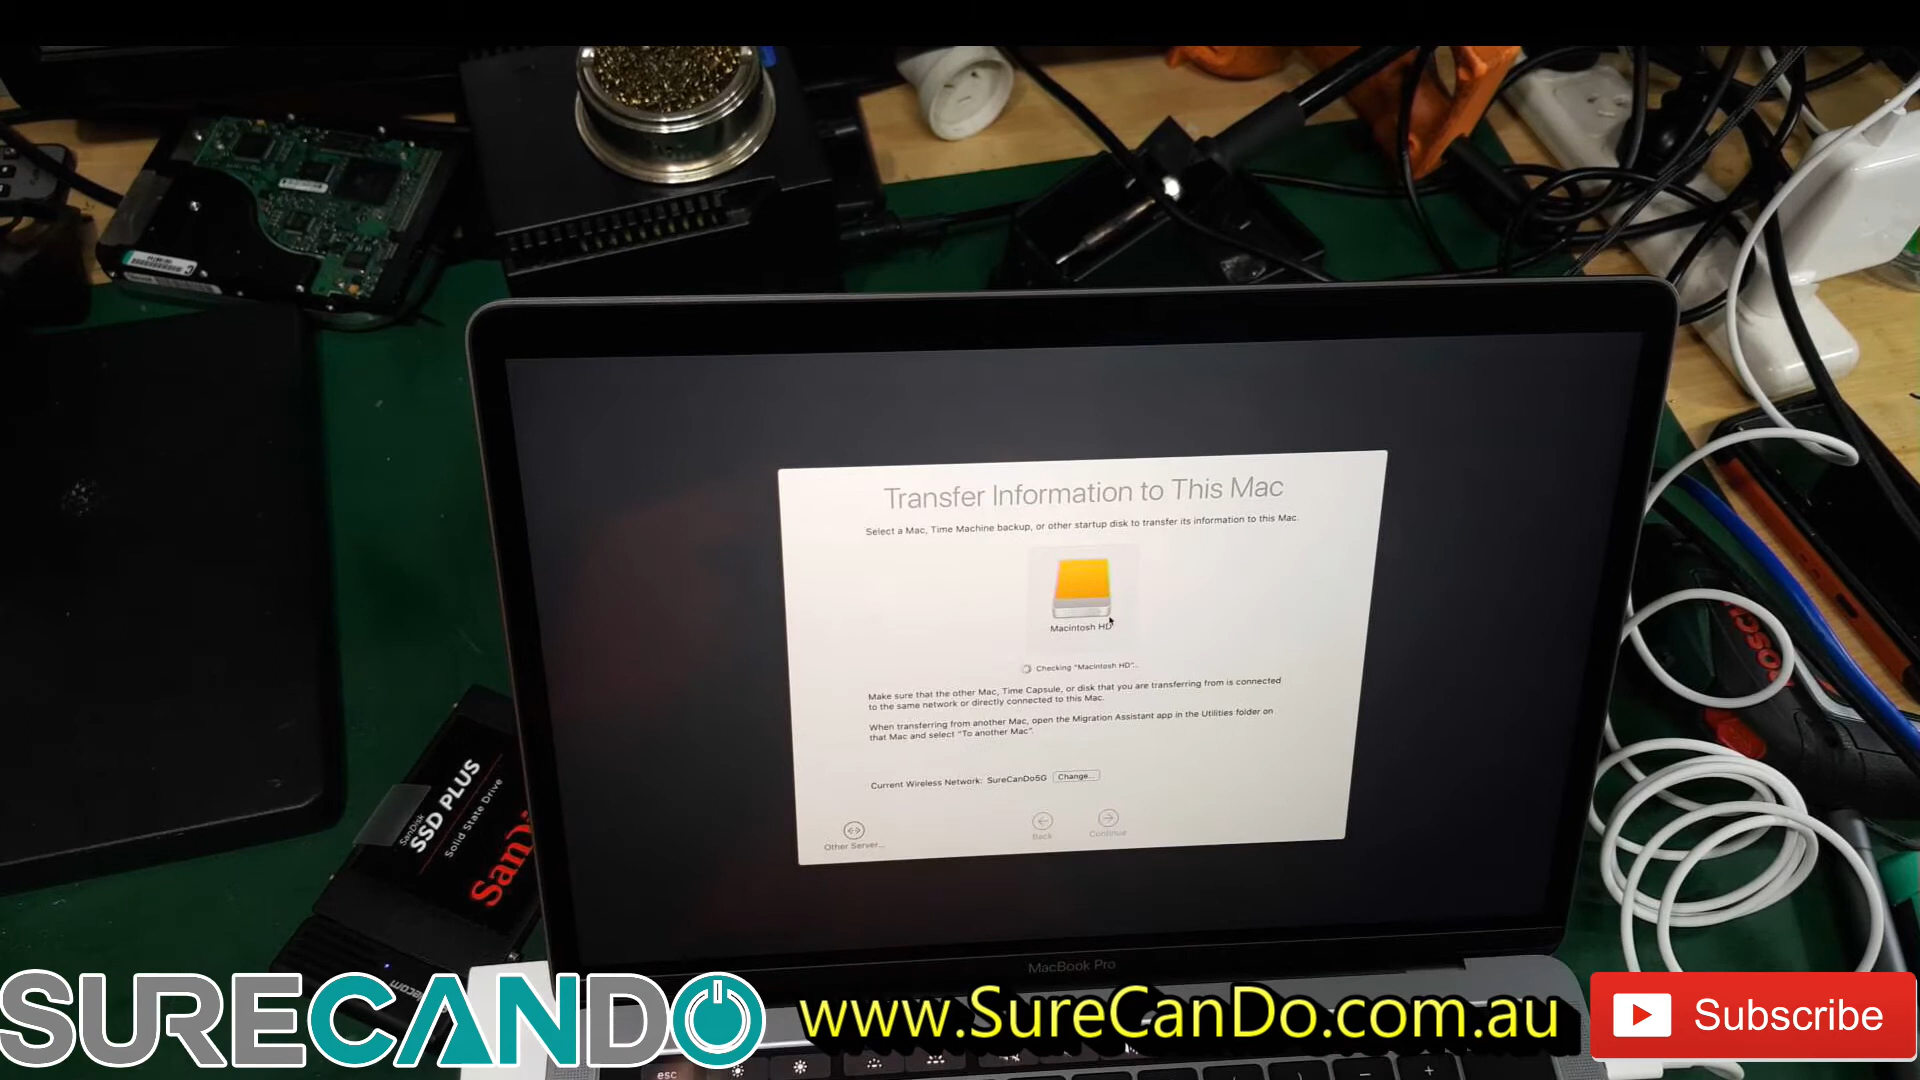 Transfer Information to This Mac
Select a Mac, Time Machine backup, or other startup disk to transfer its information to this Mac.
Macintosh HD
Checking "Macintosh HD"...
Make sure that the other Mac, Time Capsule, or disk that you are transferring from is connected
to the same network or directly connected to this Mac.
When transferring from another Mac, open the Migration Assistant app in the Utilities folder on
that Mac and select "To another Mac".
Current Wireless Network: SureCanDo5G Change...
Other Server...
Back
Continue
MacBook Pro
SanDisk
SSD PLUS
Solid State Drive
esc
SURECANDO
www.SureCanDo.com.au
Subscribe